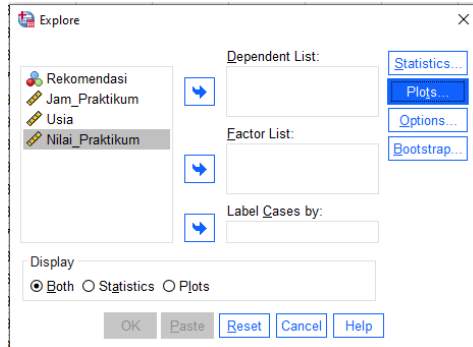 Explore
Dependent List:
Statistics...
Rekomendasi
Jam_Praktikum
Plots...
Usia
Options...
Nilai_Praktikum
Factor List:
Bootstrap...
Label Cases by:
Display
Both Statistics Plots
OK Paste Reset Cancel Help